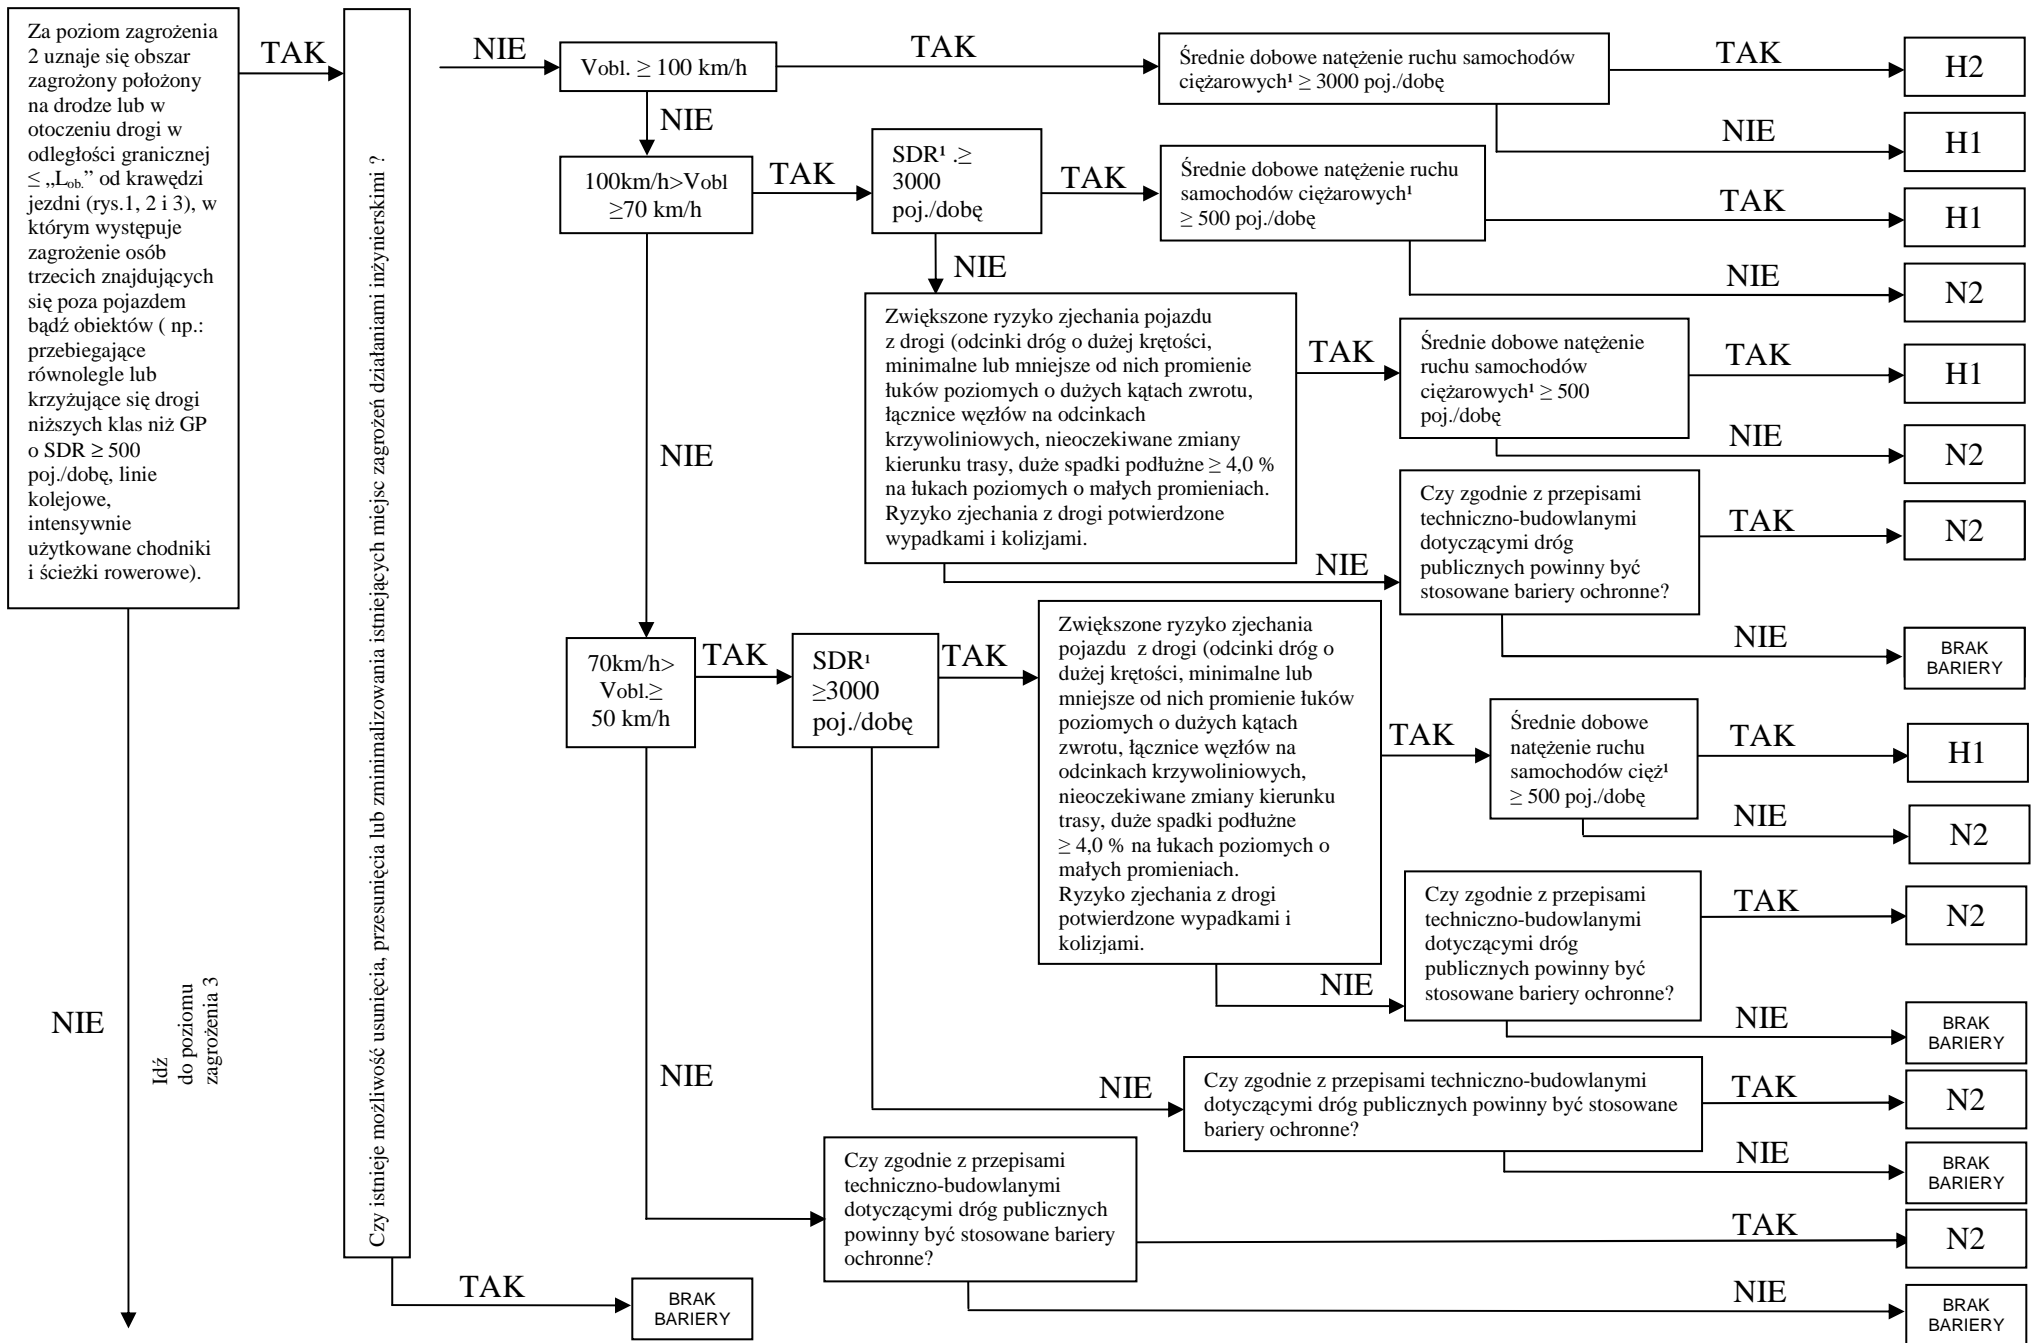 Za poziom zagrożenia
2 uznaje się obszar
zagrożony położony
na drodze lub w
otoczeniu drogi w
odległości granicznej
≤ „Lob.” od krawędzi
jezdni (rys.1, 2 i 3), w
którym występuje
zagrożenie osób
trzecich znajdujących
się poza pojazdem
bądź obiektów ( np.:
przebiegające
równolegle lub
krzyżujące się drogi
niższych klas niż GP
o SDR ≥ 500
poj./dobę, linie
kolejowe,
intensywnie
użytkowane chodniki
i ścieżki rowerowe).
TAK
NIE
Idź
do poziomu
zagrożenia 3
Czy istnieje możliwość usunięcia, przesunięcia lub zminimalizowania istniejących miejsc zagrożeń działaniami inżynierskimi ?
TAK
BRAK
BARIERY
NIE
Vobl. ≥ 100 km/h
TAK
Średnie dobowe natężenie ruchu samochodów
ciężarowych¹ ≥ 3000 poj./dobę
TAK
H2
NIE
H1
NIE
100km/h>Vobl
≥70 km/h
TAK
SDR¹ .≥
3000
poj./dobę
TAK
Średnie dobowe natężenie ruchu
samochodów ciężarowych¹
≥ 500 poj./dobę
TAK
H1
NIE
N2
NIE
Zwiększone ryzyko zjechania pojazdu
z drogi (odcinki dróg o dużej krętości,
minimalne lub mniejsze od nich promienie
łuków poziomych o dużych kątach zwrotu,
łącznice węzłów na odcinkach
krzywoliniowych, nieoczekiwane zmiany
kierunku trasy, duże spadki podłużne ≥ 4,0 %
na łukach poziomych o małych promieniach.
Ryzyko zjechania z drogi potwierdzone
wypadkami i kolizjami.
TAK
Średnie dobowe natężenie
ruchu samochodów
ciężarowych¹ ≥ 500
poj./dobę
TAK
H1
NIE
N2
NIE
Czy zgodnie z przepisami
techniczno-budowlanymi
dotyczącymi dróg
publicznych powinny być
stosowane bariery ochronne?
TAK
N2
NIE
BRAK
BARIERY
NIE
70km/h>
Vobl.≥
50 km/h
TAK
SDR¹
≥3000
poj./dobę
TAK
Zwiększone ryzyko zjechania
pojazdu z drogi (odcinki dróg o
dużej krętości, minimalne lub
mniejsze od nich promienie łuków
poziomych o dużych kątach
zwrotu, łącznice węzłów na
odcinkach krzywoliniowych,
nieoczekiwane zmiany kierunku
trasy, duże spadki podłużne
≥ 4,0 % na łukach poziomych o
małych promieniach.
Ryzyko zjechania z drogi
potwierdzone wypadkami i
kolizjami.
TAK
Średnie dobowe
natężenie ruchu
samochodów cięż¹
≥ 500 poj./dobę
TAK
H1
NIE
N2
NIE
Czy zgodnie z przepisami
techniczno-budowlanymi
dotyczącymi dróg
publicznych powinny być
stosowane bariery ochronne?
TAK
N2
NIE
BRAK
BARIERY
NIE
Czy zgodnie z przepisami techniczno-budowlanymi
dotyczącymi dróg publicznych powinny być stosowane
bariery ochronne?
TAK
N2
NIE
BRAK
BARIERY
NIE
Czy zgodnie z przepisami
techniczno-budowlanymi
dotyczącymi dróg publicznych
powinny być stosowane bariery
ochronne?
TAK
N2
NIE
BRAK
BARIERY